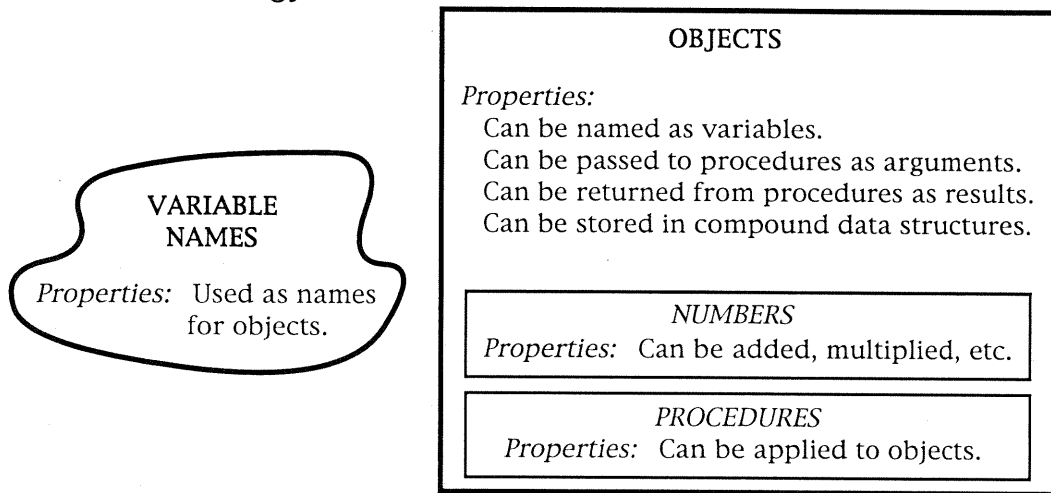 VARIABLE
NAMES
Properties: Used as names
for objects.
OBJECTS
Properties:
Can be named as variables.
Can be passed to procedures as arguments.
Can be returned from procedures as results.
Can be stored in compound data structures.
NUMBERS
Properties: Can be added, multiplied, etc.
PROCEDURES
Properties: Can be applied to objects.